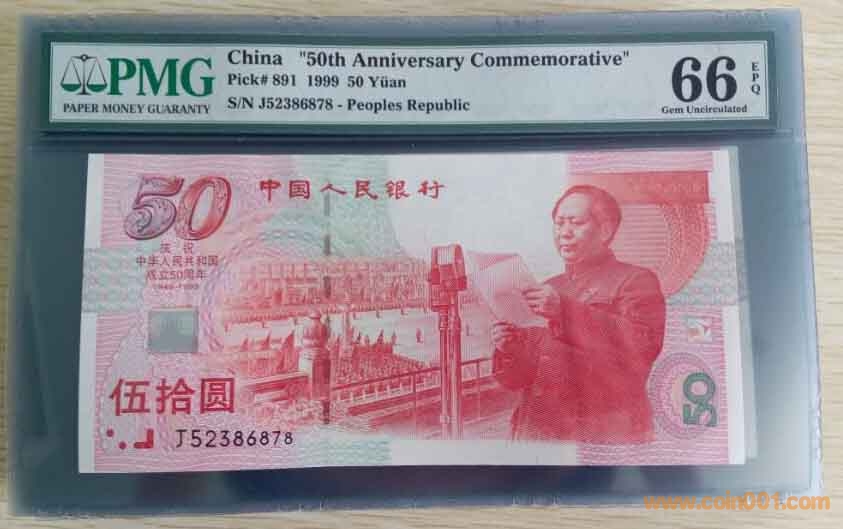 PMG
PAPER MONEY GUARANTY
China "50th Anniversary Commemorative"
Pick# 891 1999 50 Yüan
S/N J52386878 - Peoples Republic
66
EPQ
Gem Uncirculated
50
中国人民银行
庆祝
中华人民共和国
成立50周年
1949-1999
伍拾圆
J52386878
50
www.coin001.com